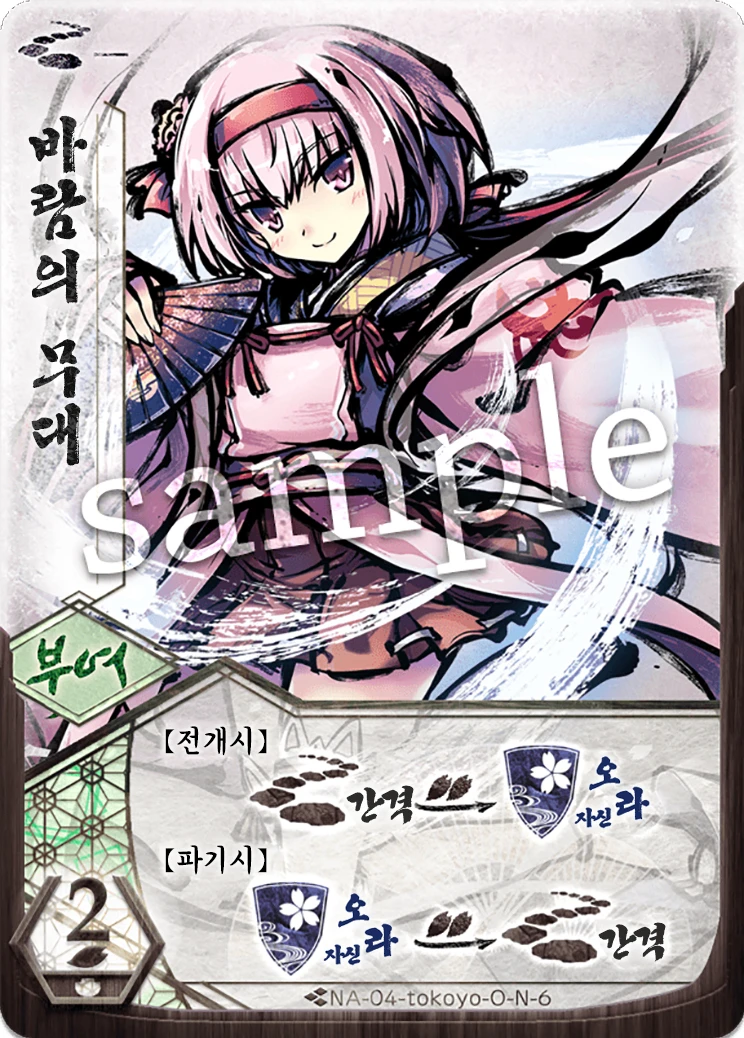 바람의 무대
sample
부여
【전개시】
간격 오라 자신
【파기시】
오라 자신 간격
2
NA-04-tokoyo-O-N-6